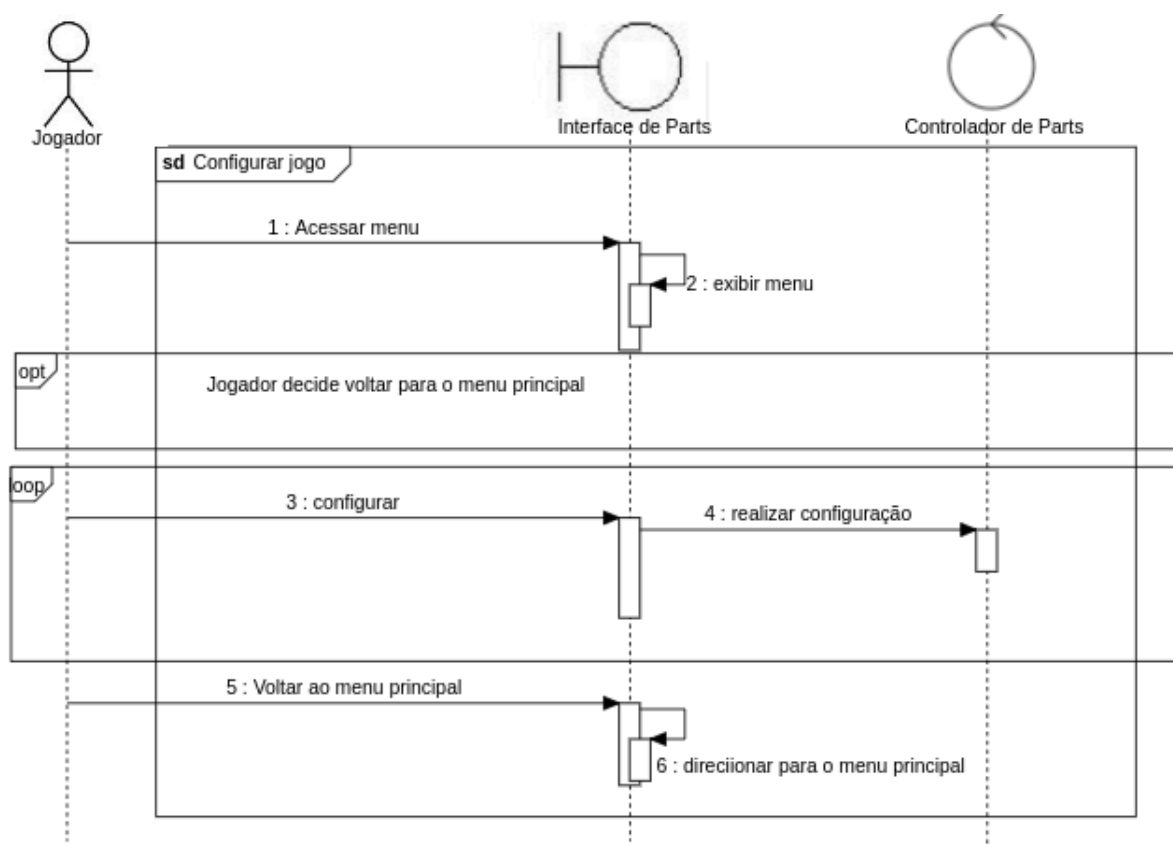 Jogador
Interface de Parts
Controlador de Parts
sd Configurar jogo
1 : Acessar menu
2 : exibir menu
opt
Jogador decide voltar para o menu principal
loop
3 : configurar
4 : realizar configuração
5 : Voltar ao menu principal
6 : direciionar para o menu principal